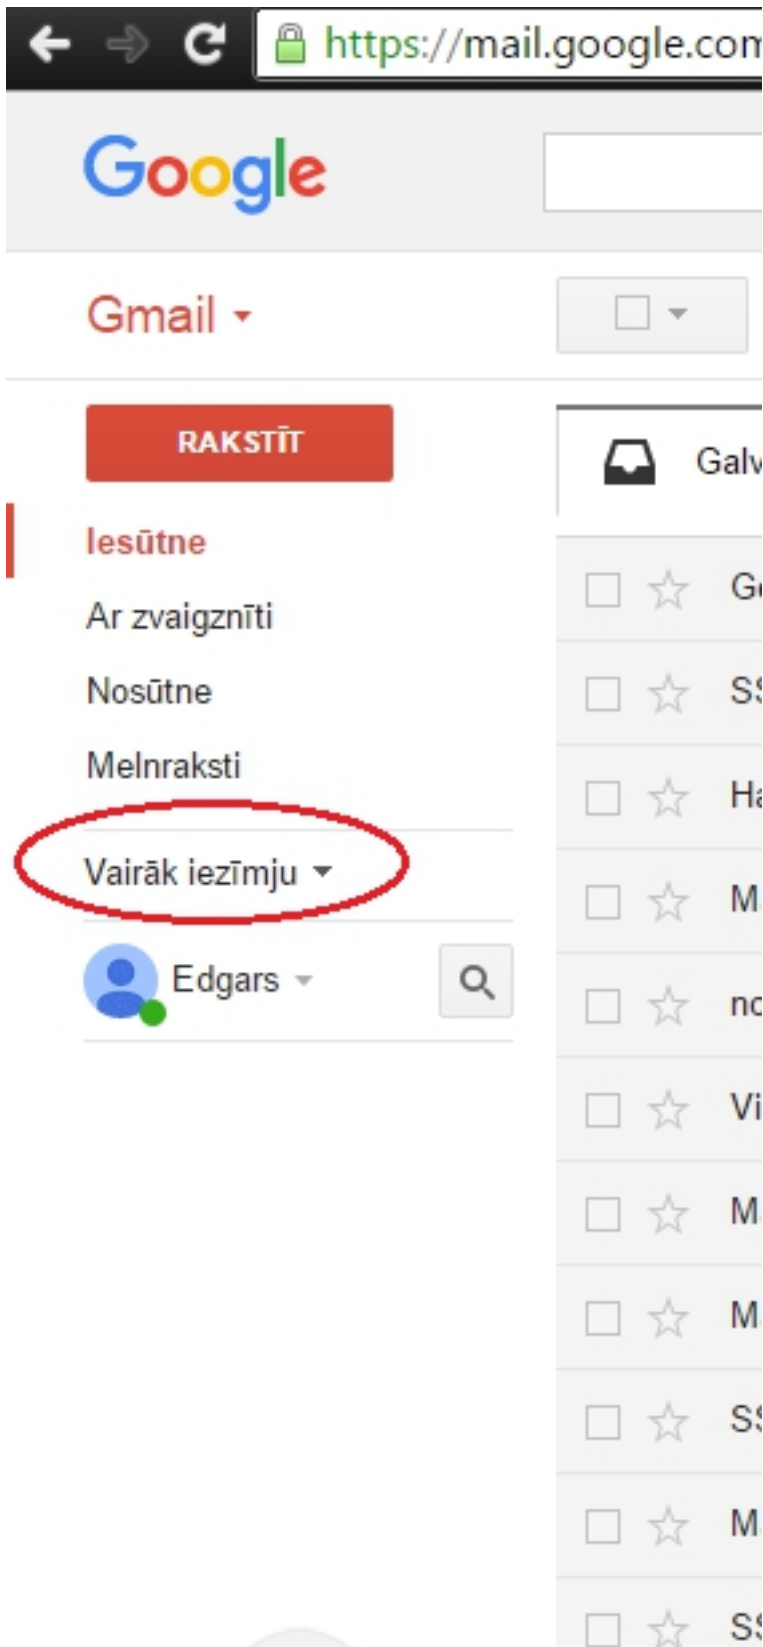 https://mail.google.com
Google
Gmail
RAKSTĪT
Iesūtne
Ar zvaigznīti
Nosūtne
Melnraksti
Vairāk iezīmju
Edgars